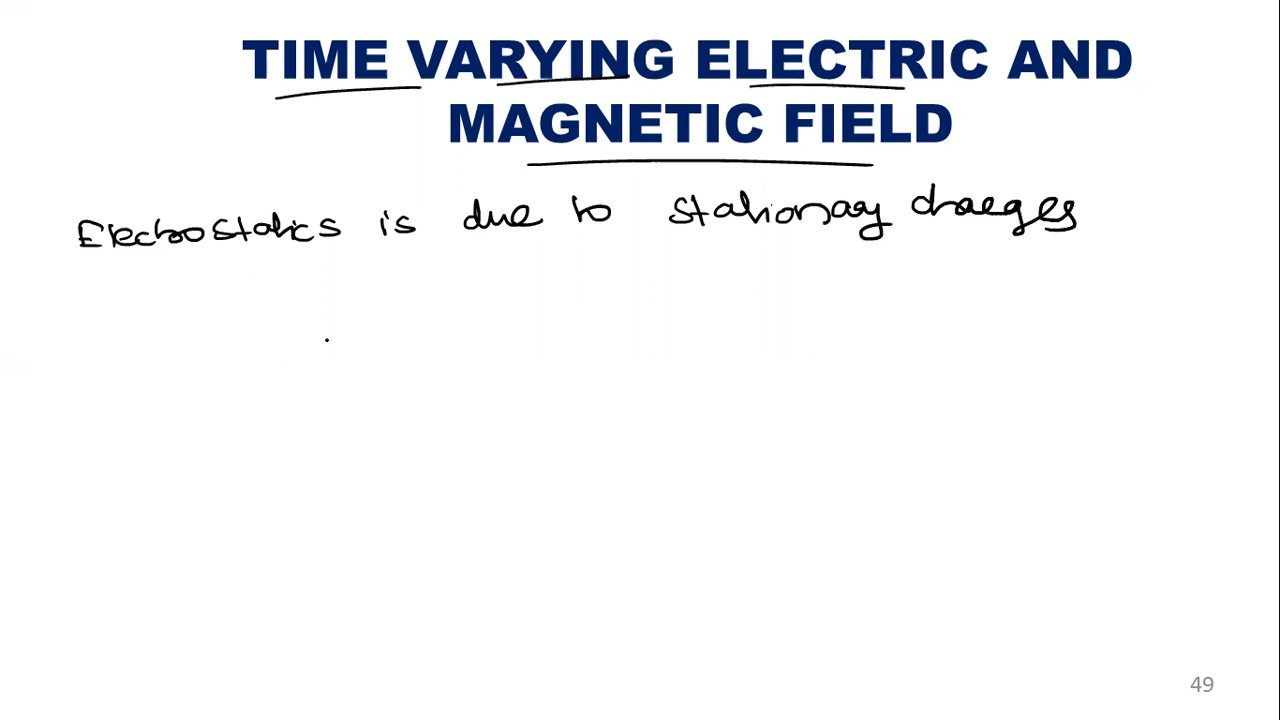 TIME VARYING ELECTRIC AND
MAGNETIC FIELD
Electrostatics is due to stationary charges
49